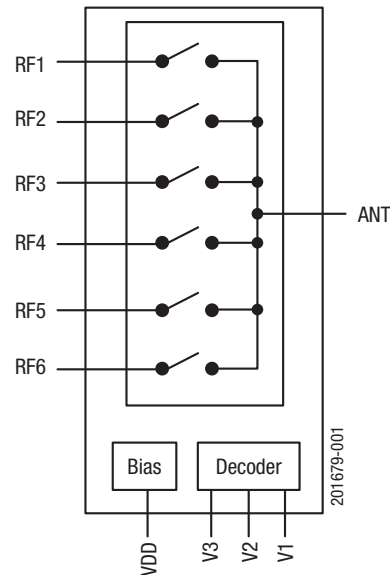 RF1
RF2
RF3
ANT
RF4
RF5
RF6
Bias
Decoder
201679-001
VDD
V3
V2
V1